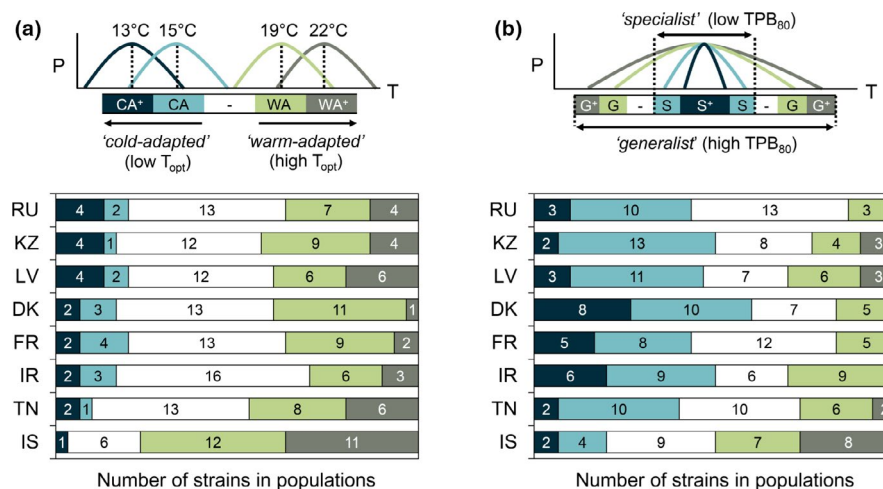 (a)
13°C 15°C 19°C 22°C
P
T
CA⁺ CA - WA WA⁺
'cold-adapted' 'warm-adapted'
(low Tₒₚₜ) (high Tₒₚₜ)
RU 4 2 13 7 4
KZ 4 1 12 9 4
LV 4 2 12 6 6
DK 2 3 13 11 1
FR 2 4 13 9 2
IR 2 3 16 6 3
TN 2 1 13 8 6
IS 1 6 12 11
Number of strains in populations
(b)
'specialist' (low TPB₈₀)
P
T
G⁺ G - S S⁺ S - G G⁺
'generalist' (high TPB₈₀)
RU 3 10 13 3
KZ 2 13 8 4 3
LV 3 11 7 6 3
DK 8 10 7 5
FR 5 8 12 5
IR 6 9 6 9
TN 2 10 10 6 2
IS 2 4 9 7 8
Number of strains in populations